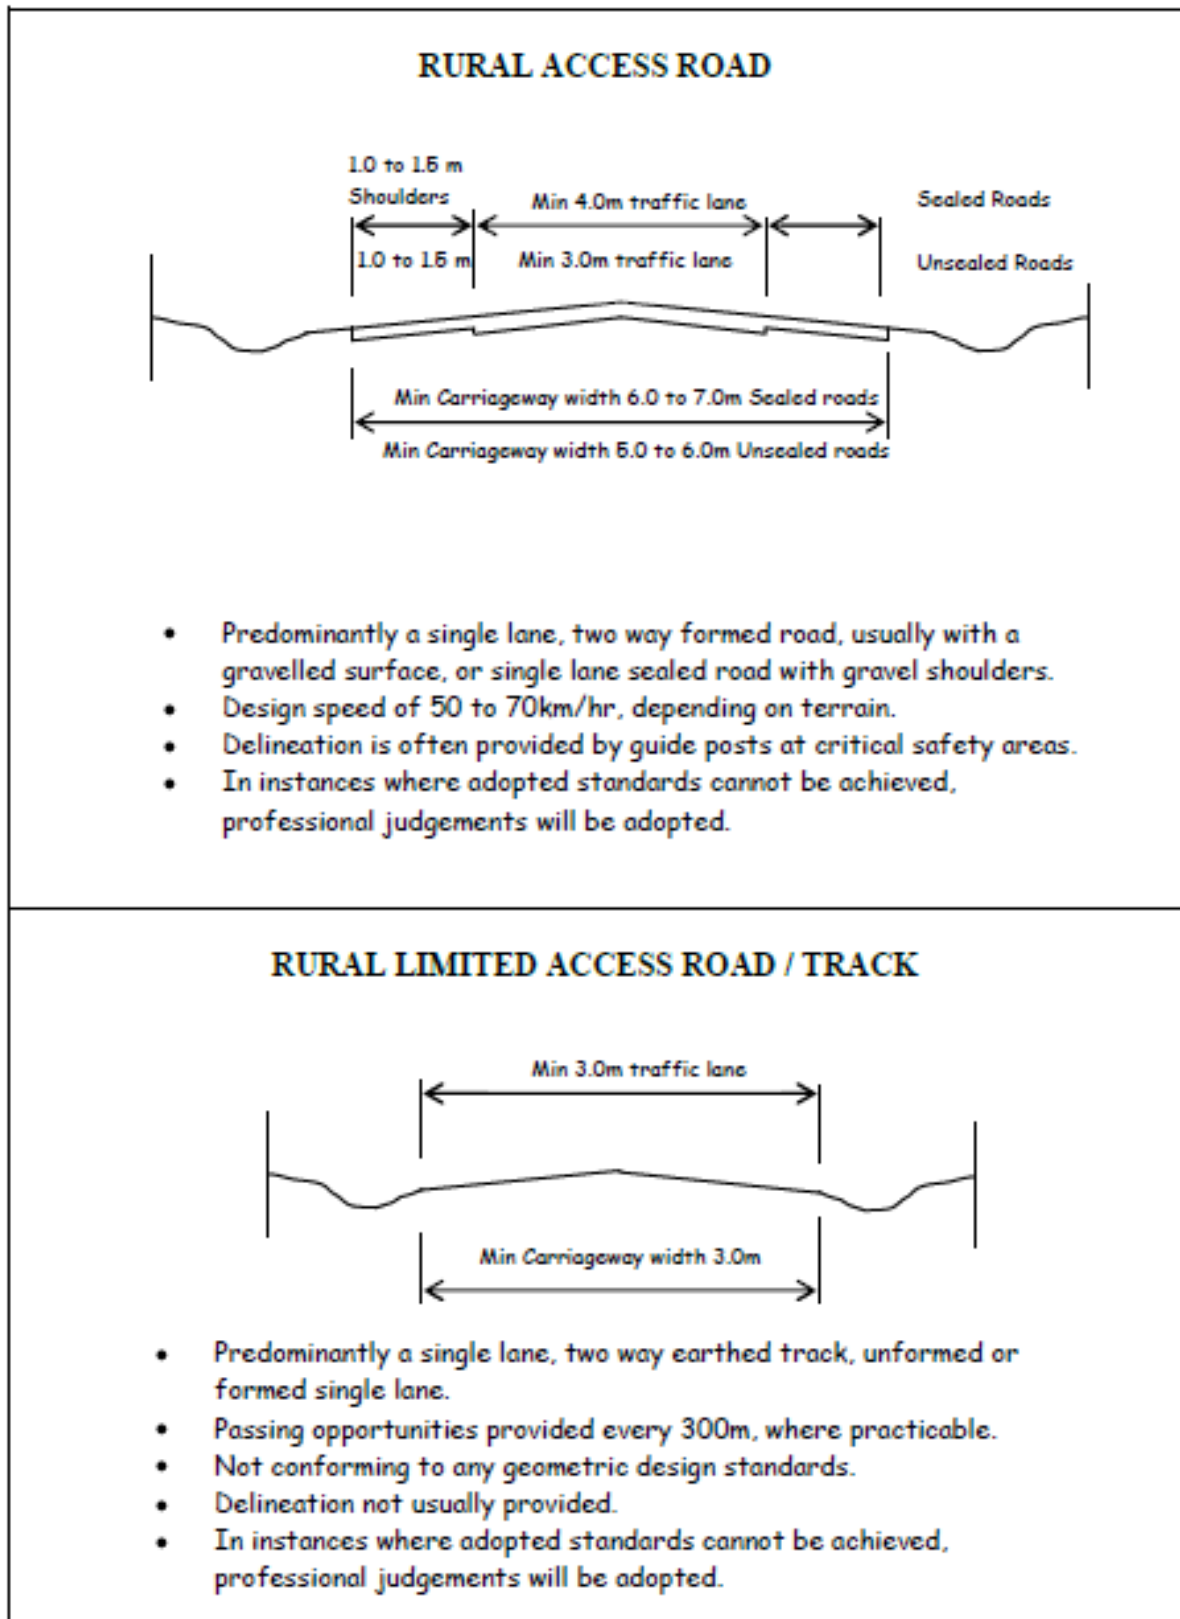 RURAL ACCESS ROAD
1.0 to 1.5 m
Shoulders
Min 4.0m traffic lane
Sealed Roads
1.0 to 1.5 m
Min 3.0m traffic lane
Unsealed Roads
Min Carriageway width 6.0 to 7.0m Sealed roads
Min Carriageway width 5.0 to 6.0m Unsealed roads
• Predominantly a single lane, two way formed road, usually with a
gravelled surface, or single lane sealed road with gravel shoulders.
• Design speed of 50 to 70km/hr, depending on terrain.
• Delineation is often provided by guide posts at critical safety areas.
• In instances where adopted standards cannot be achieved,
professional judgements will be adopted.
RURAL LIMITED ACCESS ROAD / TRACK
Min 3.0m traffic lane
Min Carriageway width 3.0m
• Predominantly a single lane, two way earthed track, unformed or
formed single lane.
• Passing opportunities provided every 300m, where practicable.
• Not conforming to any geometric design standards.
• Delineation not usually provided.
• In instances where adopted standards cannot be achieved,
professional judgements will be adopted.